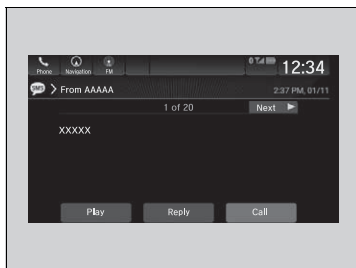 Phone Navigation FM 12:34
SMS From AAAAA 2:37 PM, 01/11
1 of 20 Next
XXXXX
Play Reply Call